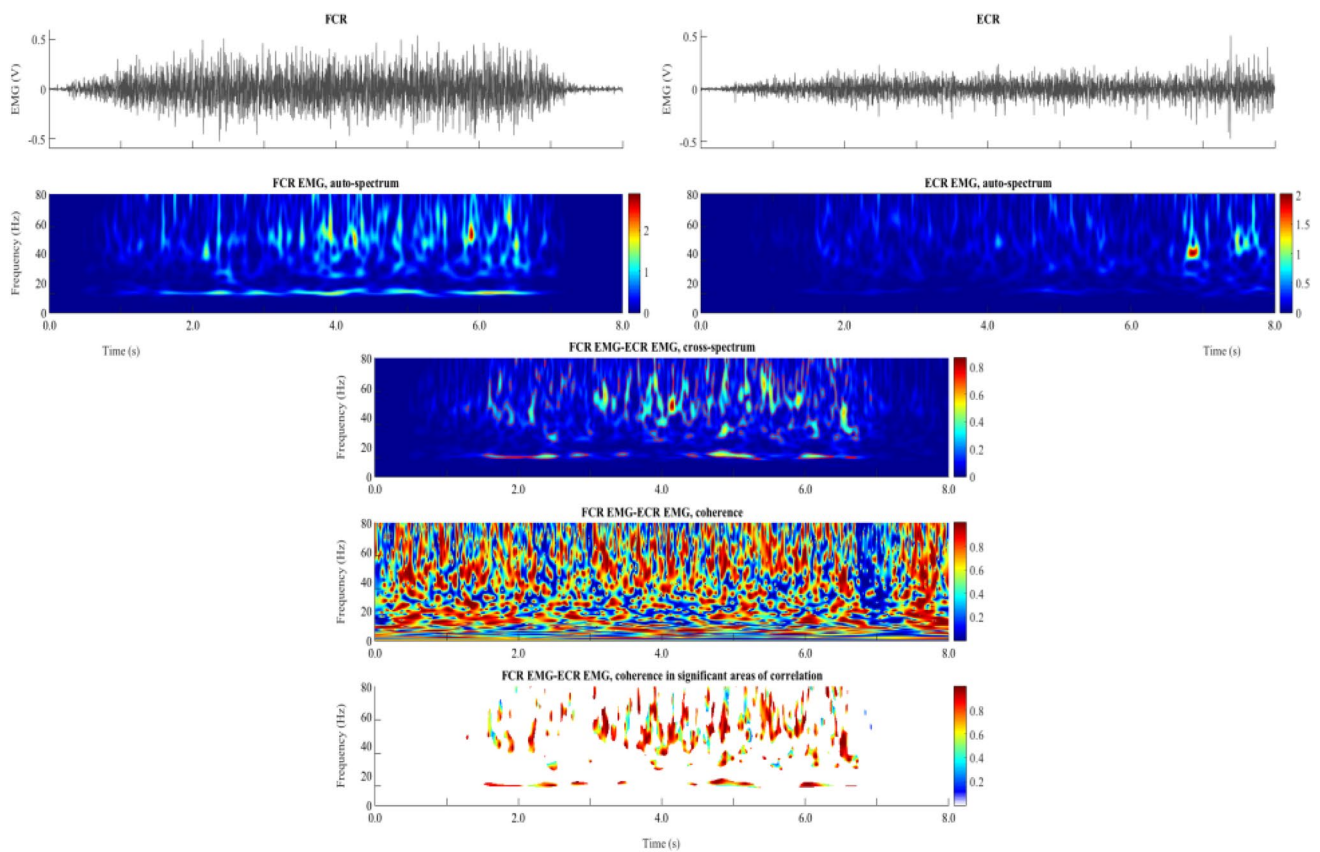 FCR
EMG (V)
0.5
0
-0.5
ECR
EMG (V)
0.5
0
-0.5
FCR EMG, auto-spectrum
Frequency (Hz)
80
60
40
20
0
0.0 2.0 4.0 6.0 8.0
2
1
0
Time (s)
ECR EMG, auto-spectrum
80
60
40
20
0
0.0 2.0 4.0 6.0 8.0
2
1.5
1
0.5
0
Time (s)
FCR EMG-ECR EMG, cross-spectrum
Frequency (Hz)
80
60
40
20
0
0.0 2.0 4.0 6.0 8.0
0.8
0.6
0.4
0.2
0
FCR EMG-ECR EMG, coherence
Frequency (Hz)
80
60
40
20
0
0.0 2.0 4.0 6.0 8.0
0.8
0.6
0.4
0.2
FCR EMG-ECR EMG, coherence in significant areas of correlation
Frequency (Hz)
80
60
40
20
0
0.0 2.0 4.0 6.0 8.0
0.8
0.6
0.4
0.2
Time (s)